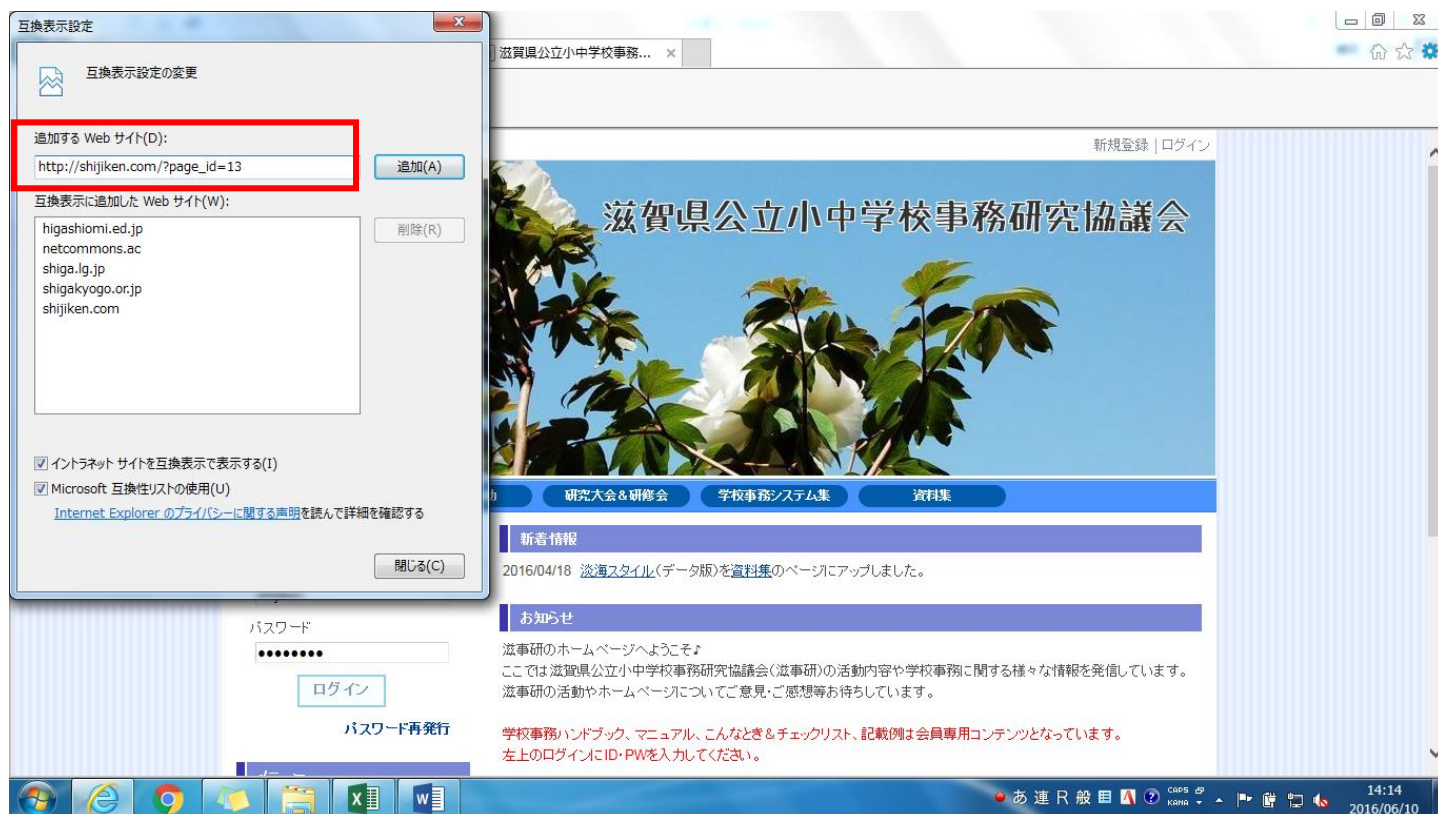 互換表示設定
互換表示設定の変更
追加する Web サイト(D):
http://shijiken.com/?page_id=13
追加(A)
互換表示に追加した Web サイト(W):
higashiomi.ed.jp
netcommons.ac
shiga.lg.jp
shigakyogo.or.jp
shijiken.com
削除(R)
イントラネット サイトを互換表示で表示する(I)
Microsoft 互換性リストの使用(U)
Internet Explorer のプライバシーに関する声明を読んで詳細を確認する
閉じる(C)
滋賀県公立小中学校事務...
新規登録 | ログイン
滋賀県公立小中学校事務研究協議会
研究大会&研修会
学校事務システム集
資料集
新着情報
2016/04/18 淡海スタイル(データ版)を資料集のページにアップしました。
お知らせ
滋事研のホームページへようこそ♪
ここでは滋賀県公立小中学校事務研究協議会(滋事研)の活動内容や学校事務に関する様々な情報を発信しています。
滋事研の活動やホームページについてご意見・ご感想等お待ちしています。
学校事務ハンドブック、マニュアル、こんなとき&チェックリスト、記載例は会員専用コンテンツとなっています。
左上のログインにID・PWを入力してください。
パスワード
••••••••
ログイン
パスワード再発行
あ 連 R 般
CAPS
KANA
14:14
2016/06/10